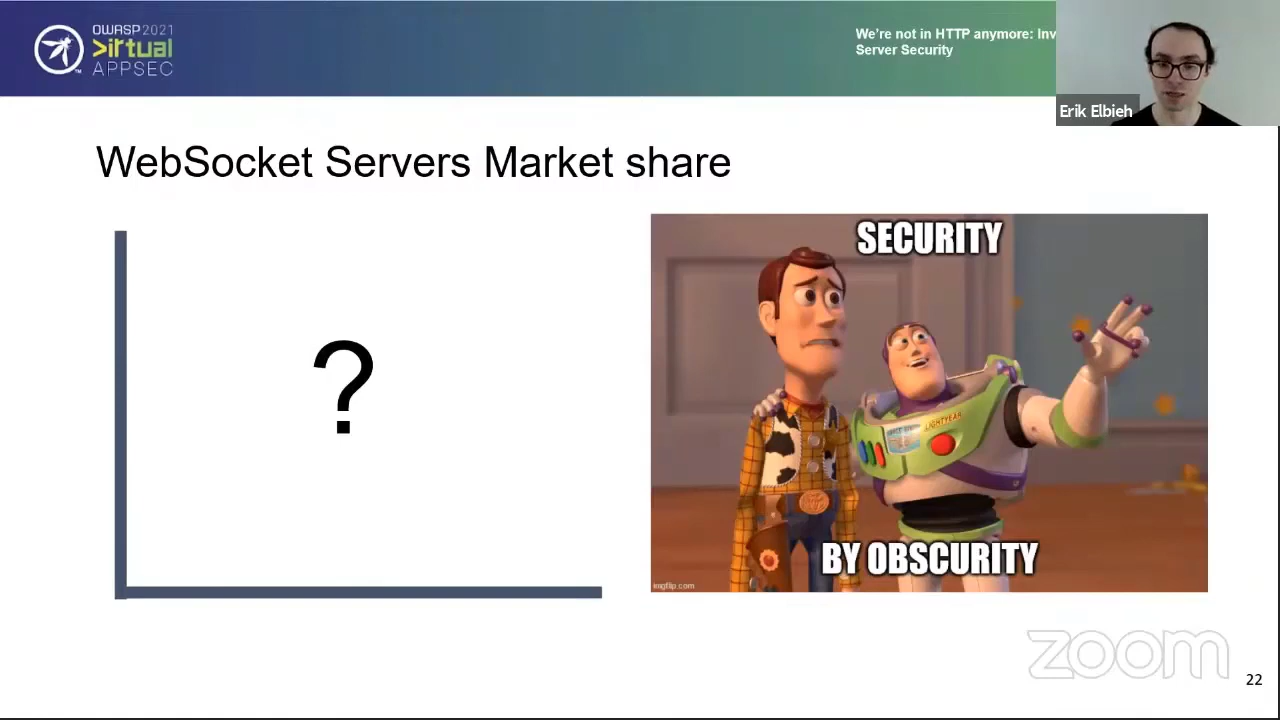 OWASP 2021
>irtual
APPSEC
We're not in HTTP anymore: Inv
Server Security
Erik Elbieh
WebSocket Servers Market share
?
SECURITY
LIGHTYEAR
BY OBSCURITY
imgflip.com
zoom
22